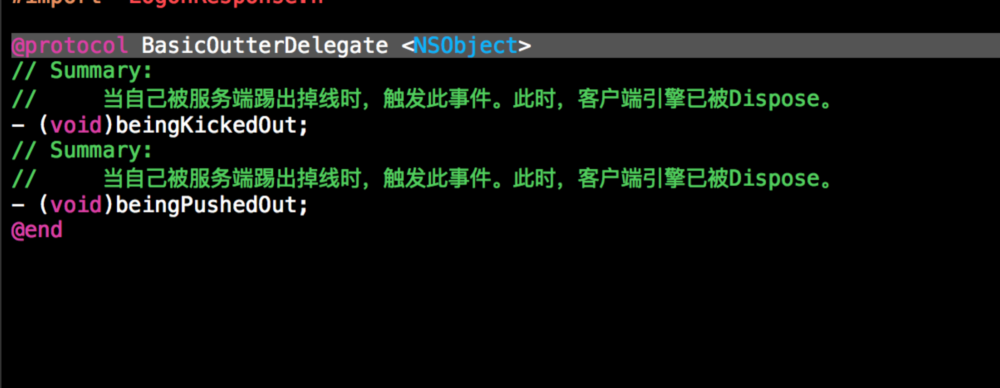 #import "LogonResponse.h"
@protocol BasicOutterDelegate <NSObject>
// Summary:
//     当自己被服务端踢出掉线时，触发此事件。此时，客户端引擎已被Dispose。
- (void)beingKickedOut;
// Summary:
//     当自己被服务端踢出掉线时，触发此事件。此时，客户端引擎已被Dispose。
- (void)beingPushedOut;
@end